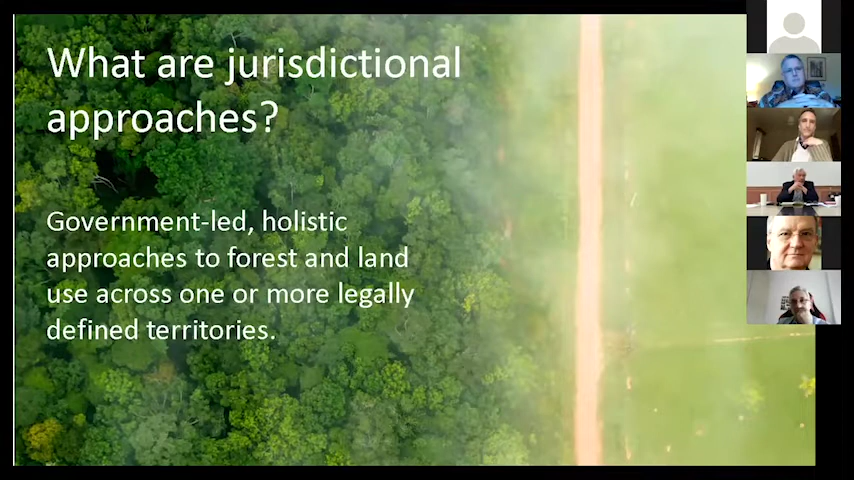 What are jurisdictional
approaches?
Government-led, holistic
approaches to forest and land
use across one or more legally
defined territories.